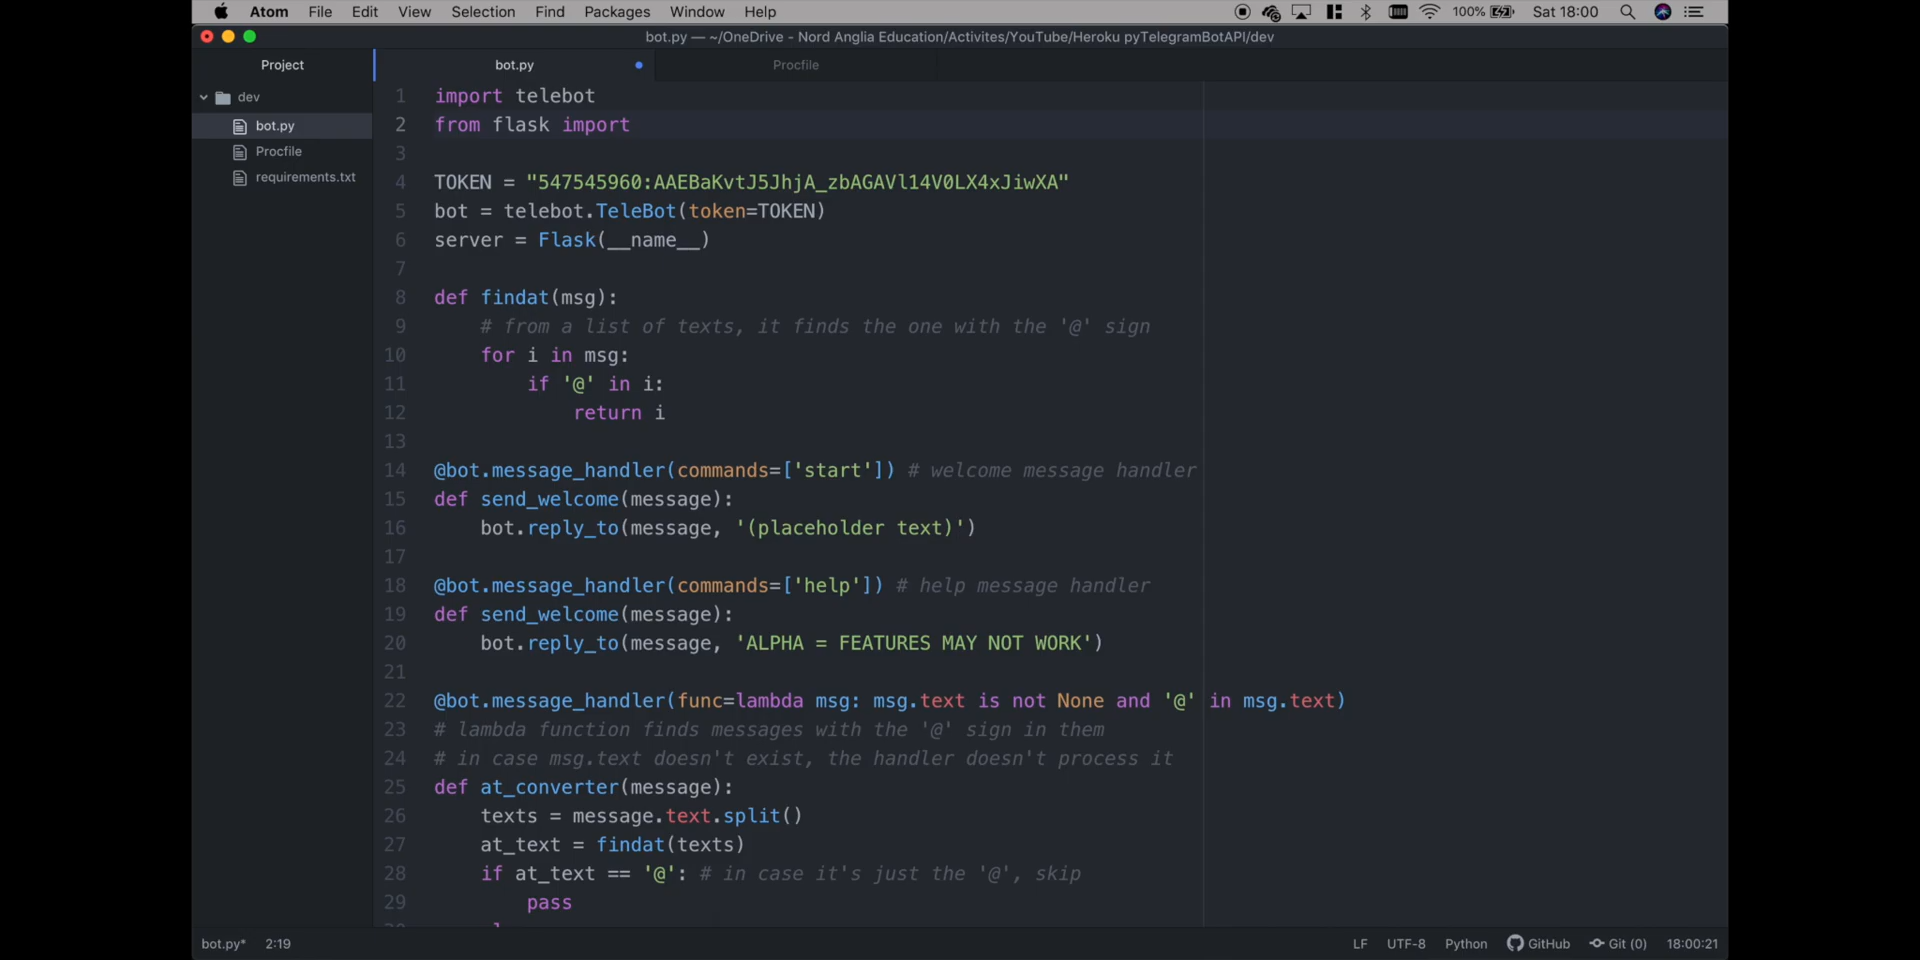 Atom File Edit View Selection Find Packages Window Help 100% Sat 18:00
bot.py — ~/OneDrive - Nord Anglia Education/Activites/YouTube/Heroku pyTelegramBotAPI/dev
Project bot.py Procfile
dev
bot.py
Procfile
requirements.txt
1 import telebot
2 from flask import
3
4 TOKEN = "547545960:AAEBaKvtJ5JhjA_zbAGAVl14V0LX4xJiwXA"
5 bot = telebot.TeleBot(token=TOKEN)
6 server = Flask(__name__)
7
8 def findat(msg):
9 # from a list of texts, it finds the one with the '@' sign
10 for i in msg:
11 if '@' in i:
12 return i
13
14 @bot.message_handler(commands=['start']) # welcome message handler
15 def send_welcome(message):
16 bot.reply_to(message, '(placeholder text)')
17
18 @bot.message_handler(commands=['help']) # help message handler
19 def send_welcome(message):
20 bot.reply_to(message, 'ALPHA = FEATURES MAY NOT WORK')
21
22 @bot.message_handler(func=lambda msg: msg.text is not None and '@' in msg.text)
23 # lambda function finds messages with the '@' sign in them
24 # in case msg.text doesn't exist, the handler doesn't process it
25 def at_converter(message):
26 texts = message.text.split()
27 at_text = findat(texts)
28 if at_text == '@': # in case it's just the '@', skip
29 pass
bot.py* 2:19 LF UTF-8 Python GitHub Git (0) 18:00:21